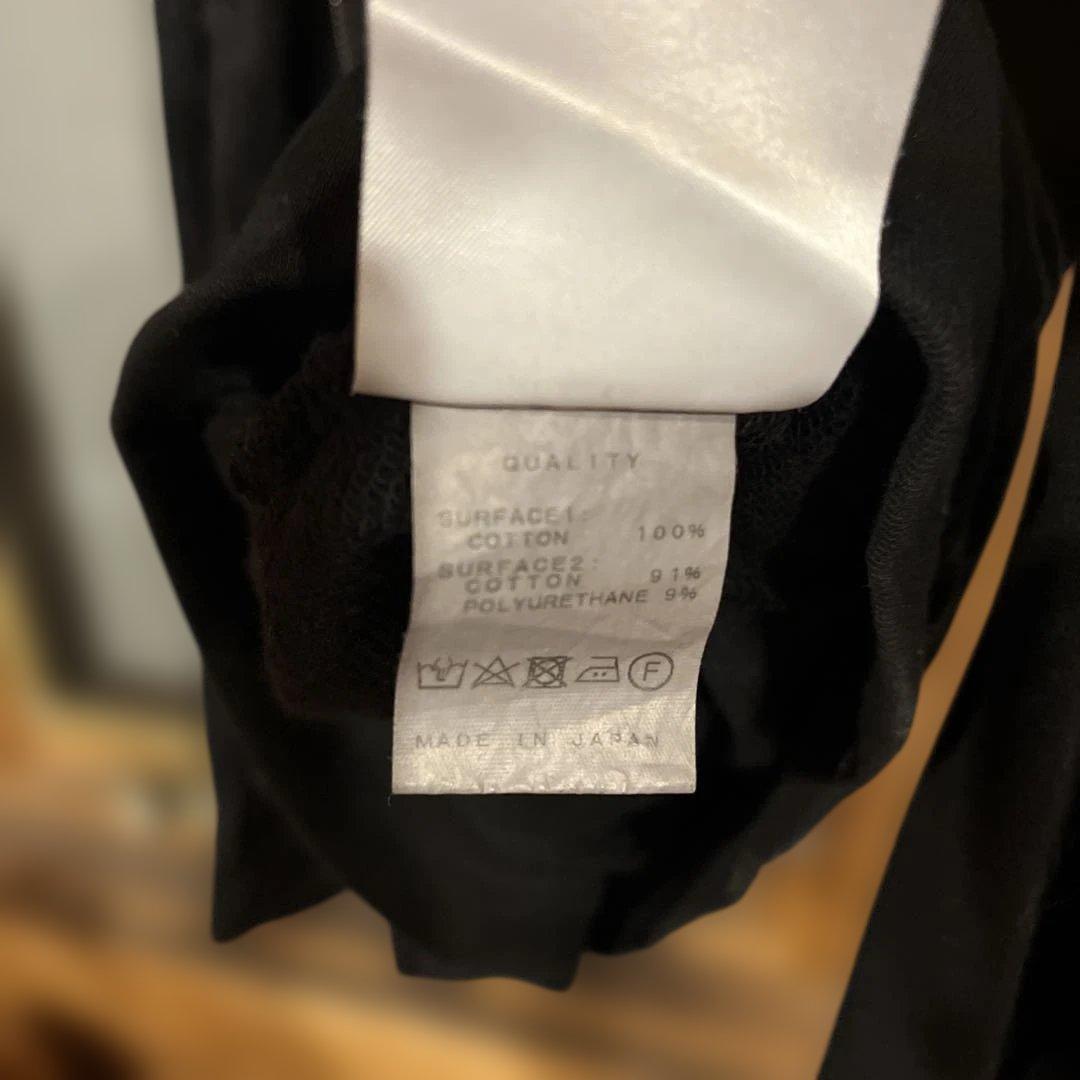 QUALITY
SURFACE1:
COTTON 100%
SURFACE2:
COTTON 91%
POLYURETHANE 9%
F
MADE IN JAPAN